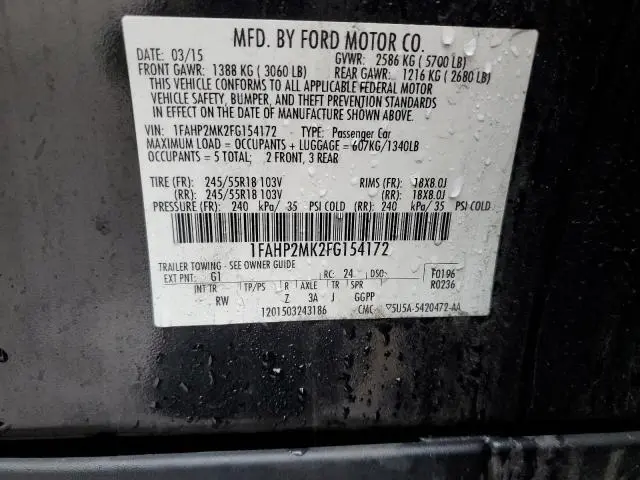 MFD. BY FORD MOTOR CO.
DATE: 03/15 GVWR: 2586 KG ( 5700 LB)
FRONT GAWR: 1388 KG ( 3060 LB) REAR GAWR: 1216 KG ( 2680 LB)
THIS VEHICLE CONFORMS TO ALL APPLICABLE FEDERAL MOTOR
VEHICLE SAFETY, BUMPER, AND THEFT PREVENTION STANDARDS
IN EFFECT ON THE DATE OF MANUFACTURE SHOWN ABOVE.
VIN: 1FAHP2MK2FG154172 TYPE: Passenger Car
MAXIMUM LOAD = OCCUPANTS + LUGGAGE = 607KG/1340LB
OCCUPANTS = 5 TOTAL; 2 FRONT, 3 REAR
TIRE (FR): 245/55R18 103V RIMS (FR): 18X8.0J
(RR): 245/55R18 103V (RR): 18X8.0J
PRESSURE (FR): 240 kPa/ 35 PSI COLD (RR): 240 kPa/ 35 PSI COLD
1FAHP2MK2FG154172
TRAILER TOWING - SEE OWNER GUIDE
EXT PNT: G1 RC: 24 DSO: F0196
R0236
INT TR TP/PS R AXLE TR SPR
RW Z 3A J GGPP
1201503243186 CMC: ▽5U5A-5420472-AA